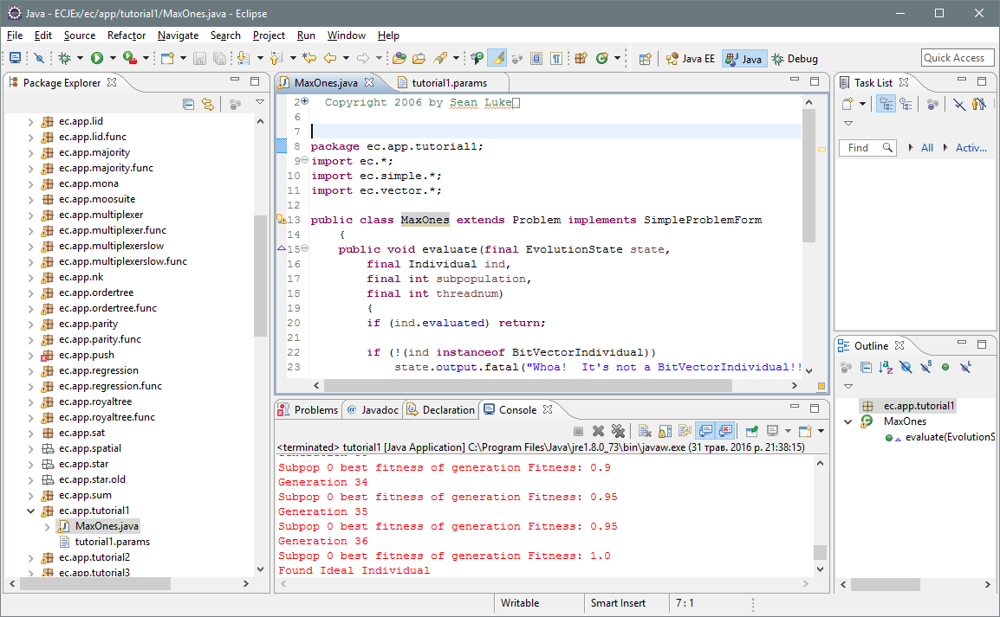 Java - ECJEx/ec/app/tutorial1/MaxOnes.java - Eclipse
File Edit Source Refactor Navigate Search Project Run Window Help
Quick Access
Java EE Java Debug
Package Explorer
ec.app.lid
ec.app.lid.func
ec.app.majority
ec.app.majority.func
ec.app.mona
ec.app.moosuite
ec.app.multiplexer
ec.app.multiplexer.func
ec.app.multiplexerslow
ec.app.multiplexerslow.func
ec.app.nk
ec.app.ordertree
ec.app.ordertree.func
ec.app.parity
ec.app.parity.func
ec.app.push
ec.app.regression
ec.app.regression.func
ec.app.royaltree
ec.app.royaltree.func
ec.app.sat
ec.app.spatial
ec.app.star
ec.app.star.old
ec.app.sum
ec.app.tutorial1
MaxOnes.java
tutorial1.params
ec.app.tutorial2
ec.app.tutorial3
MaxOnes.java tutorial1.params
2 Copyright 2006 by Sean Luke
6
7
8 package ec.app.tutorial1;
9 import ec.*;
10 import ec.simple.*;
11 import ec.vector.*;
12
13 public class MaxOnes extends Problem implements SimpleProblemForm
14 {
15 public void evaluate(final EvolutionState state,
16 final Individual ind,
17 final int subpopulation,
18 final int threadnum)
19 {
20 if (ind.evaluated) return;
21
22 if (!(ind instanceof BitVectorIndividual))
23 state.output.fatal("Whoa!  It's not a BitVectorIndividual!!
Problems Javadoc Declaration Console
<terminated> tutorial1 [Java Application] C:\Program Files\Java\jre1.8.0_73\bin\javaw.exe (31 трав. 2016 р. 21:38:15)
Subpop 0 best fitness of generation Fitness: 0.9
Generation 34
Subpop 0 best fitness of generation Fitness: 0.95
Generation 35
Subpop 0 best fitness of generation Fitness: 0.95
Generation 36
Subpop 0 best fitness of generation Fitness: 1.0
Found Ideal Individual
Task List
Find All Activ...
Outline
ec.app.tutorial1
MaxOnes
evaluate(EvolutionS
Writable Smart Insert 7 : 1